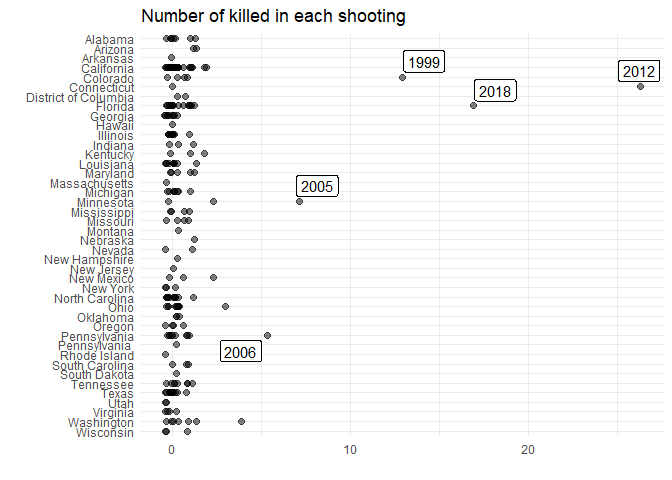 Number of killed in each shooting
Alabama
Arizona
Arkansas
California
1999
Colorado
2012
Connecticut
2018
District of Columbia
Florida
Georgia
Hawaii
Illinois
Indiana
Kentucky
Louisiana
Maryland
Massachusetts
2005
Michigan
Minnesota
Mississippi
Missouri
Montana
Nebraska
Nevada
New Hampshire
New Jersey
New Mexico
New York
North Carolina
Ohio
Oklahoma
Oregon
Pennsylvania
Pennsylvania
2006
Rhode Island
South Carolina
South Dakota
Tennessee
Texas
Utah
Virginia
Washington
Wisconsin
0 10 20